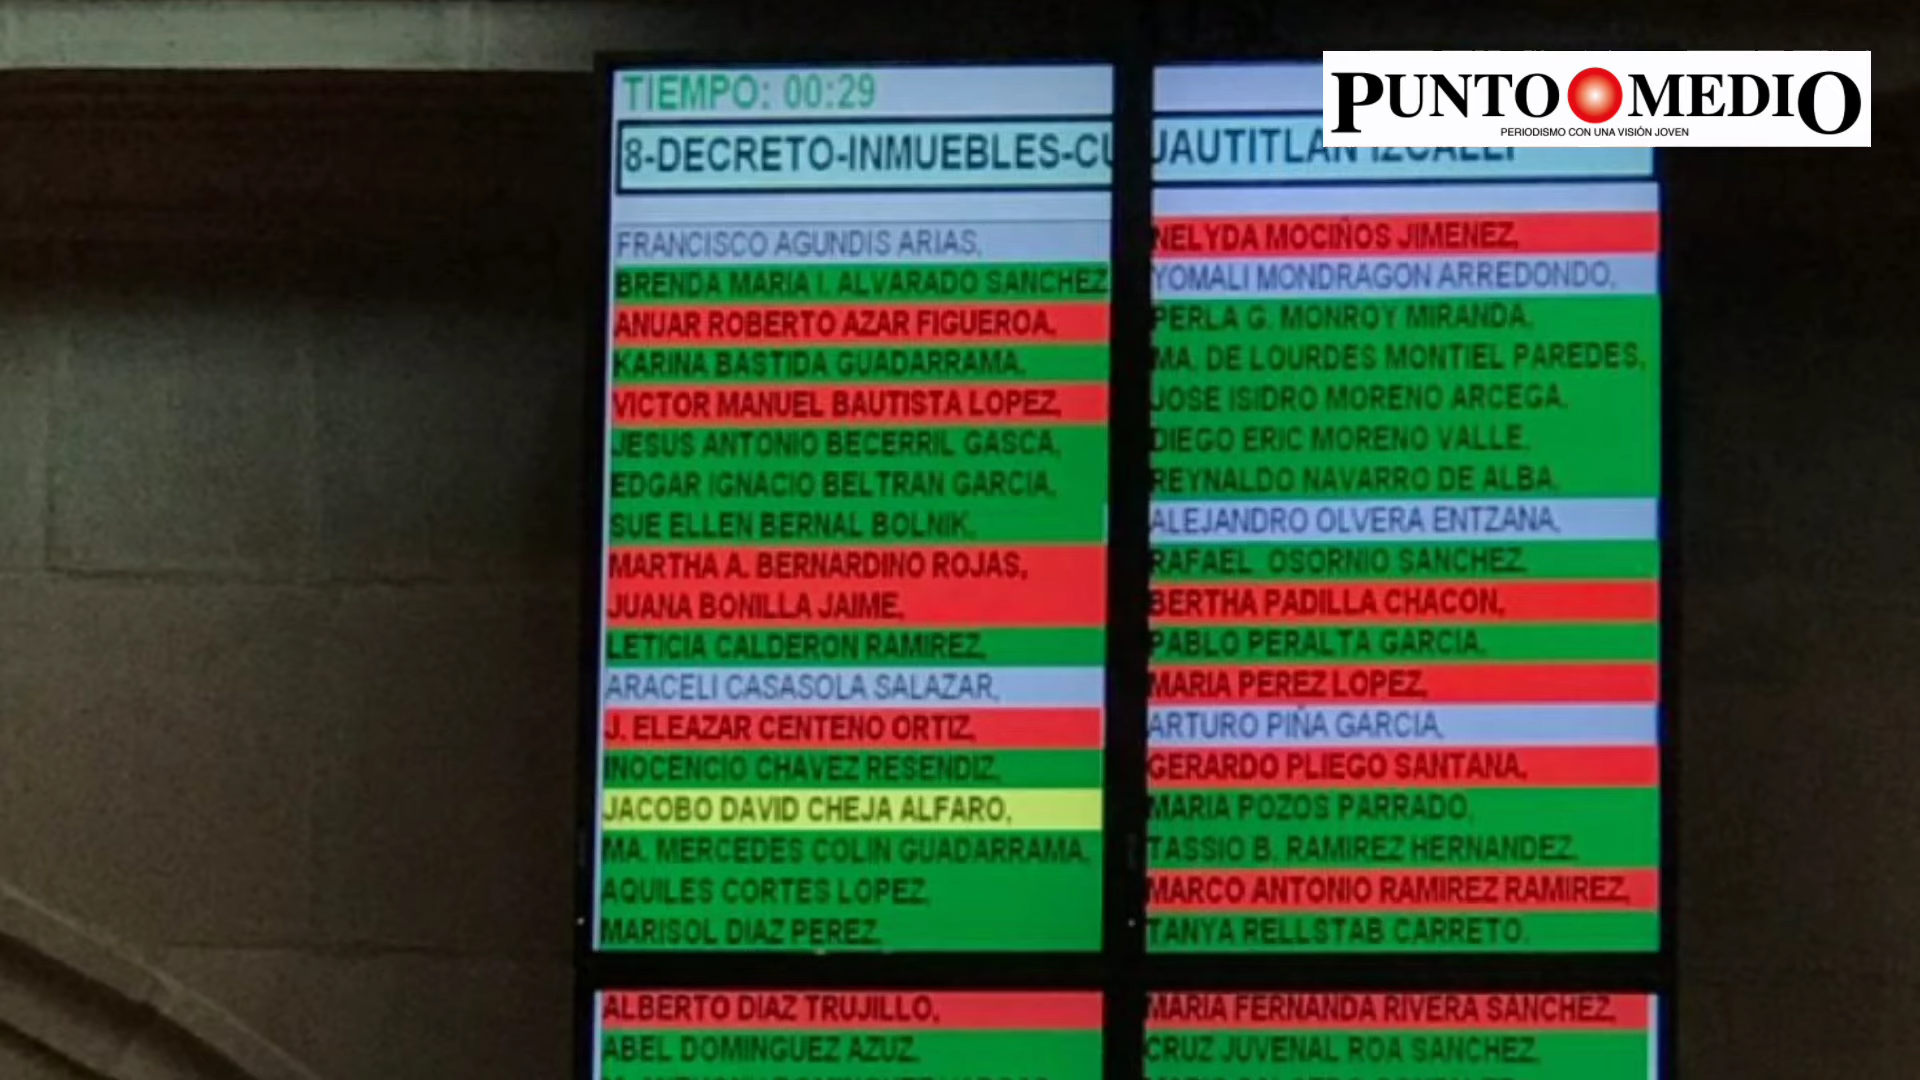 PUNTO MEDIO
PERIODISMO CON UNA VISIÓN JOVEN
TIEMPO: 00:29
8-DECRETO-INMUEBLES-CU JAUTITLAN IZCALLI
FRANCISCO AGUNDIS ARIAS,
BRENDA MARIA I. ALVARADO SANCHEZ
ANUAR ROBERTO AZAR FIGUEROA,
KARINA BASTIDA GUADARRAMA,
VICTOR MANUEL BAUTISTA LOPEZ,
JESUS ANTONIO BECERRIL GASCA,
EDGAR IGNACIO BELTRAN GARCIA,
SUE ELLEN BERNAL BOLNIK,
MARTHA A. BERNARDINO ROJAS,
JUANA BONILLA JAIME,
LETICIA CALDERON RAMIREZ,
ARACELI CASASOLA SALAZAR,
J. ELEAZAR CENTENO ORTIZ,
INOCENCIO CHAVEZ RESENDIZ,
JACOBO DAVID CHEJA ALFARO,
MA. MERCEDES COLIN GUADARRAMA,
AQUILES CORTES LOPEZ,
MARISOL DIAZ PEREZ,
ALBERTO DIAZ TRUJILLO,
ABEL DOMINGUEZ AZUZ,
NELYDA MOCIÑOS JIMENEZ,
YOMALI MONDRAGON ARREDONDO,
PERLA G. MONROY MIRANDA,
MA. DE LOURDES MONTIEL PAREDES,
JOSE ISIDRO MORENO ARCEGA,
DIEGO ERIC MORENO VALLE,
REYNALDO NAVARRO DE ALBA,
ALEJANDRO OLVERA ENTZANA,
RAFAEL OSORNIO SANCHEZ,
BERTHA PADILLA CHACON,
PABLO PERALTA GARCIA,
MARIA PEREZ LOPEZ,
ARTURO PIÑA GARCIA,
GERARDO PLIEGO SANTANA,
MARIA POZOS PARRADO,
TASSIO B. RAMIREZ HERNANDEZ,
MARCO ANTONIO RAMIREZ RAMIREZ,
TANYA RELLSTAB CARRETO,
MARIA FERNANDA RIVERA SANCHEZ,
CRUZ JUVENAL ROA SANCHEZ,